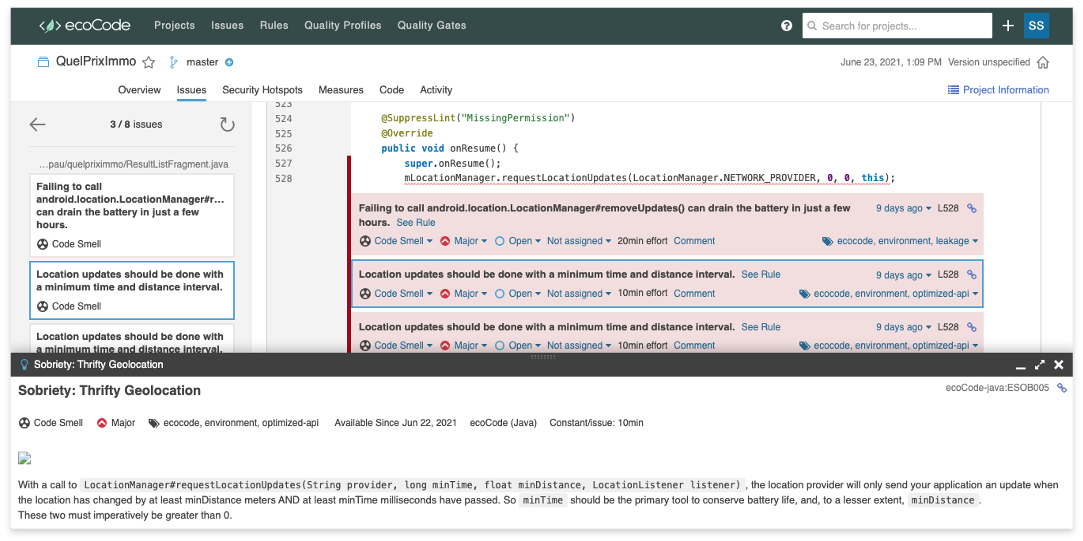 ecoCode Projects Issues Rules Quality Profiles Quality Gates ? Search for projects... + SS
QuelPrixImmo master June 23, 2021, 1:09 PM Version unspecified
Overview Issues Security Hotspots Measures Code Activity Project Information
3 / 8 issues
...pau/quelpriximmo/ResultListFragment.java
Failing to call
android.location.LocationManager#r...
can drain the battery in just a few
hours.
Code Smell
Location updates should be done with
a minimum time and distance interval.
Code Smell
Location updates should be done with
a minimum time and distance interval.
523
524 @SuppressLint("MissingPermission")
525 @Override
526 public void onResume() {
527 super.onResume();
528 mLocationManager.requestLocationUpdates(LocationManager.NETWORK_PROVIDER, 0, 0, this);
Failing to call android.location.LocationManager#removeUpdates() can drain the battery in just a few 9 days ago L528
hours. See Rule
Code Smell Major Open Not assigned 20min effort Comment ecocode, environment, leakage
Location updates should be done with a minimum time and distance interval. See Rule 9 days ago L528
Code Smell Major Open Not assigned 10min effort Comment ecocode, environment, optimized-api
Location updates should be done with a minimum time and distance interval. See Rule 9 days ago L528
Code Smell Major Open Not assigned 10min effort Comment ecocode, environment, optimized-api
Sobriety: Thrifty Geolocation
Sobriety: Thrifty Geolocation ecoCode-java:ESOB005
Code Smell Major ecocode, environment, optimized-api Available Since Jun 22, 2021 ecoCode (Java) Constant/issue: 10min
With a call to LocationManager#requestLocationUpdates(String provider, long minTime, float minDistance, LocationListener listener) , the location provider will only send your application an update when
the location has changed by at least minDistance meters AND at least minTime milliseconds have passed. So minTime should be the primary tool to conserve battery life, and, to a lesser extent, minDistance .
These two must imperatively be greater than 0.